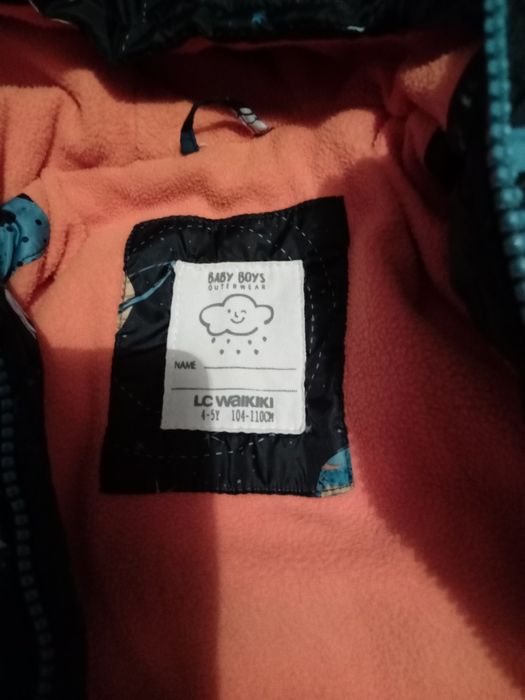 BABY BOYS
OUTERWEAR
NAME
LC WAIKIKI
4-5Y 104-110CM